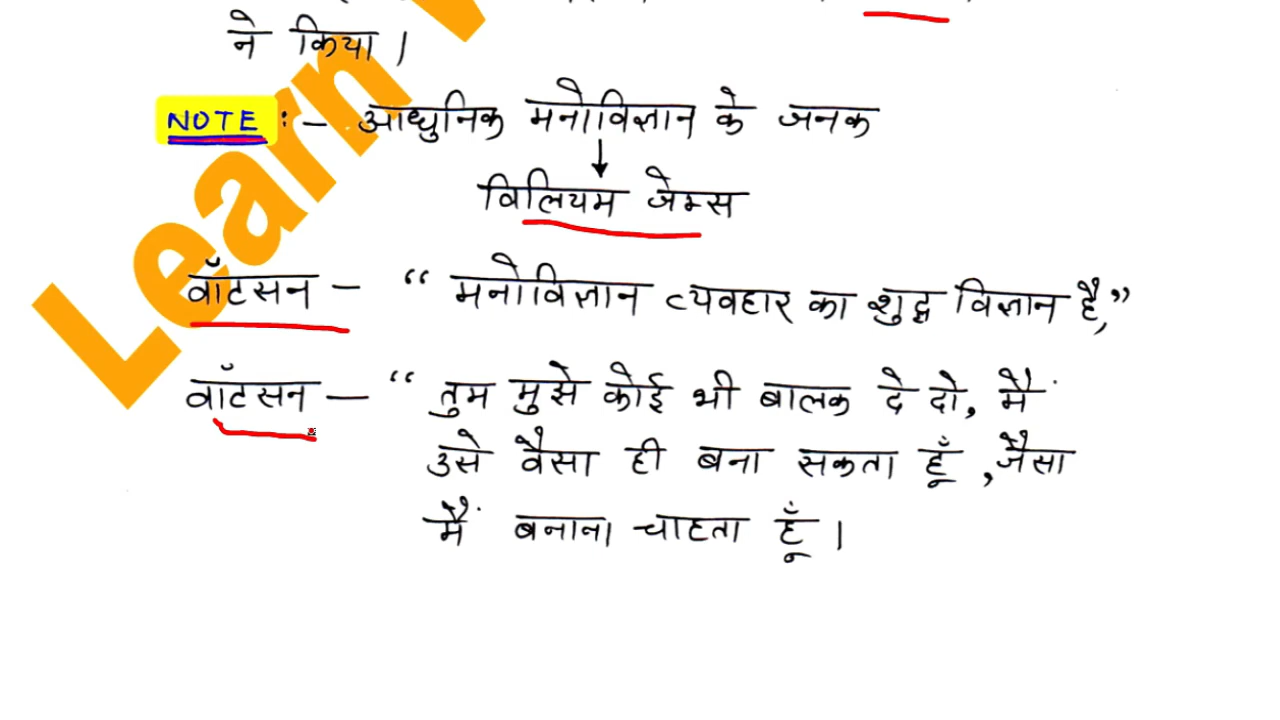 ने किया।
NOTE :- आधुनिक मनोविज्ञान के जनक
↓
विलियम जेम्स
वॉटसन - “ मनोविज्ञान व्यवहार का शुद्ध विज्ञान है,”
वॉटसन - “ तुम मुझे कोई भी बालक दे दो, मैं
उसे वैसा ही बना सकता हूँ ,जैसा
मैं बनाना चाहता हूँ।
Learn